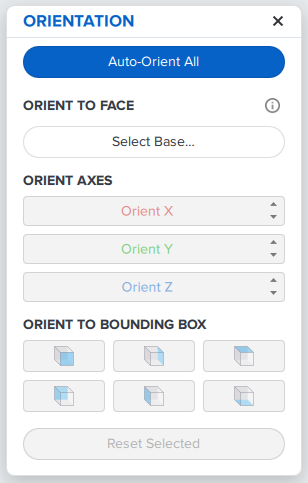 ORIENTATION
Auto-Orient All
ORIENT TO FACE
Select Base...
ORIENT AXES
Orient X
Orient Y
Orient Z
ORIENT TO BOUNDING BOX
Reset Selected